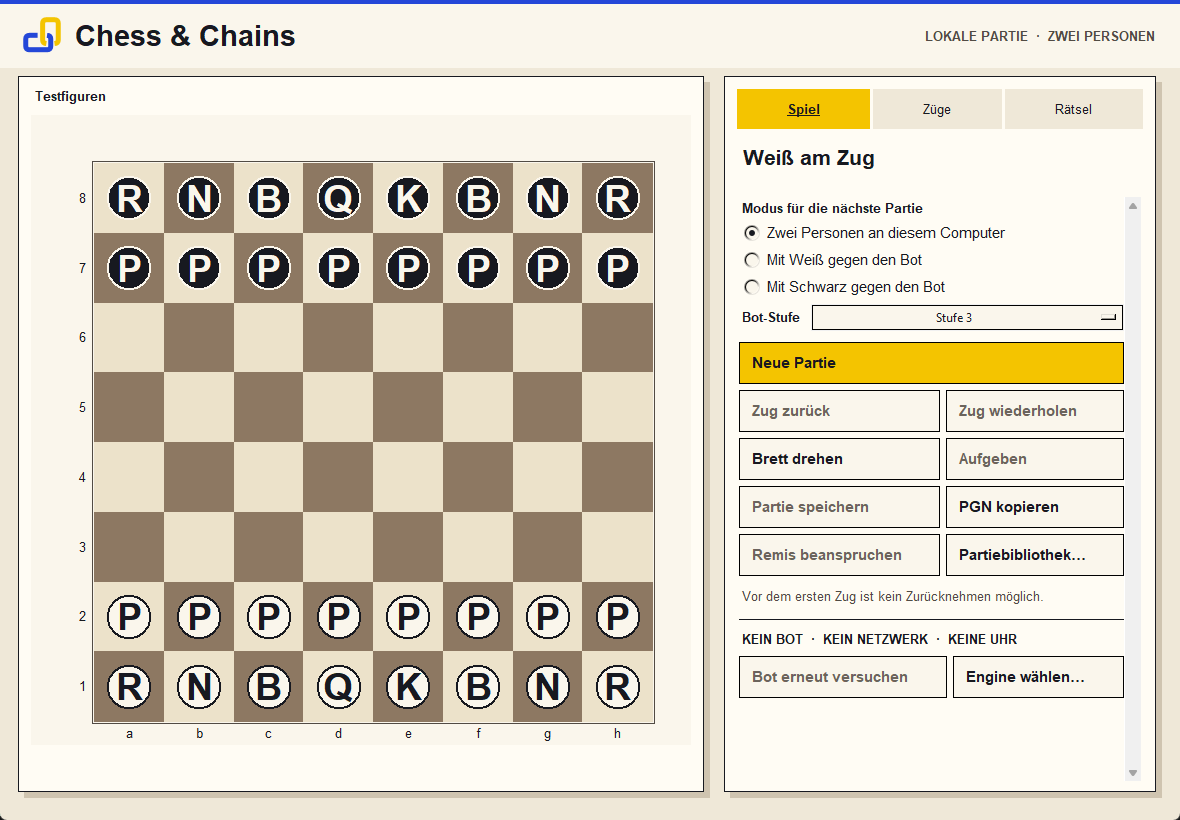 Chess & Chains
LOKALE PARTIE · ZWEI PERSONEN
Testfiguren
8 R N B Q K B N R
7 P P P P P P P P
6
5
4
3
2 P P P P P P P P
1 R N B Q K B N R
a b c d e f g h
Spiel Züge Rätsel
Weiß am Zug
Modus für die nächste Partie
Zwei Personen an diesem Computer
Mit Weiß gegen den Bot
Mit Schwarz gegen den Bot
Bot-Stufe Stufe 3
Neue Partie
Zug zurück Zug wiederholen
Brett drehen Aufgeben
Partie speichern PGN kopieren
Remis beanspruchen Partiebibliothek...
Vor dem ersten Zug ist kein Zurücknehmen möglich.
KEIN BOT · KEIN NETZWERK · KEINE UHR
Bot erneut versuchen Engine wählen...